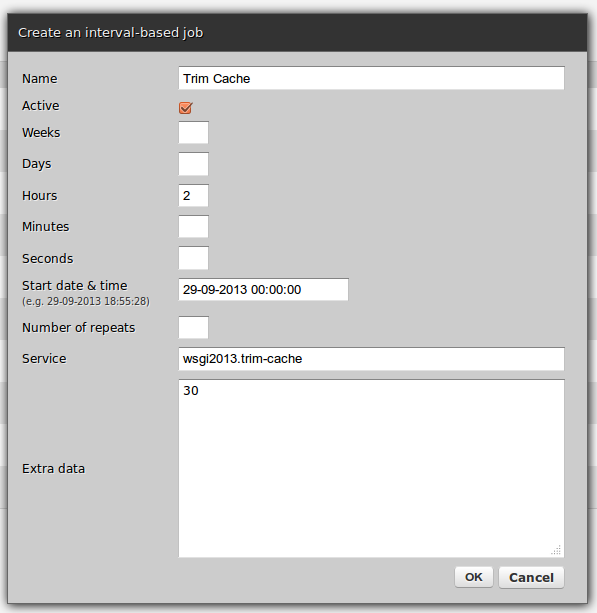 Create an interval-based job
Name Trim Cache
Active
Weeks
Days
Hours 2
Minutes
Seconds
Start date & time 29-09-2013 00:00:00
(e.g. 29-09-2013 18:55:28)
Number of repeats
Service wsgi2013.trim-cache
30
Extra data
OK Cancel